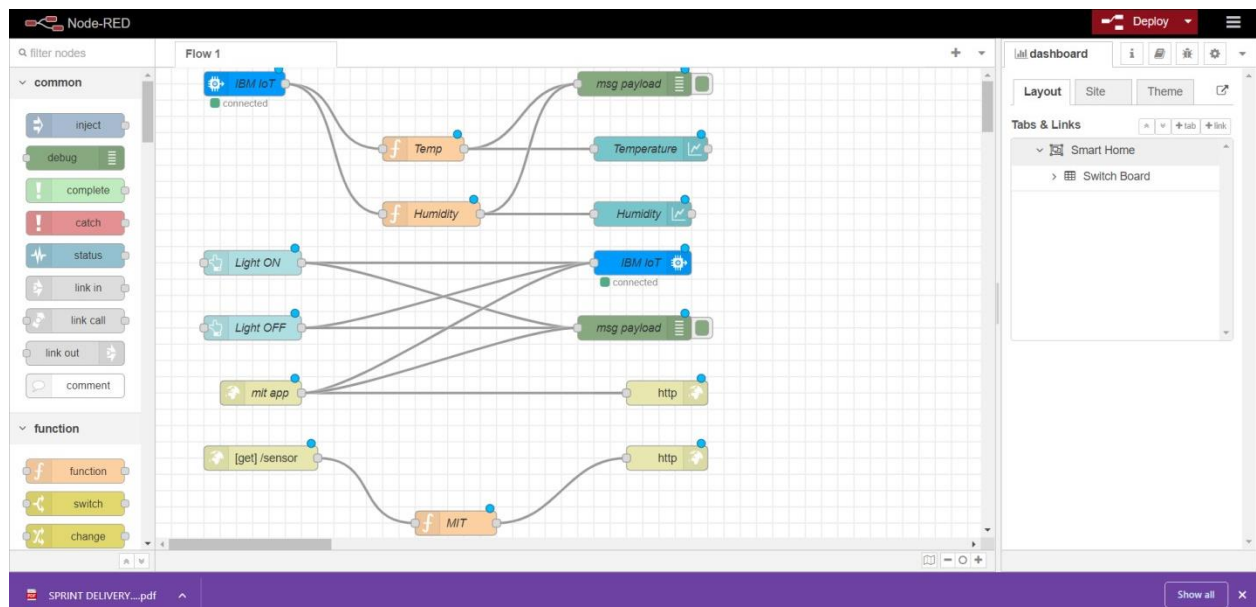 Node-RED
Deploy
filter nodes
Flow 1
dashboard
i
common
inject
debug
complete
catch
status
link in
link call
link out
comment
function
function
switch
change
IBM IoT
connected
msg payload
Temp
Temperature
Humidity
Humidity
Light ON
IBM IoT
connected
Light OFF
msg payload
mit app
http
[get] /sensor
http
MIT
Layout
Site
Theme
Tabs & Links
+tab
+link
Smart Home
Switch Board
SPRINT DELIVERY....pdf
Show all